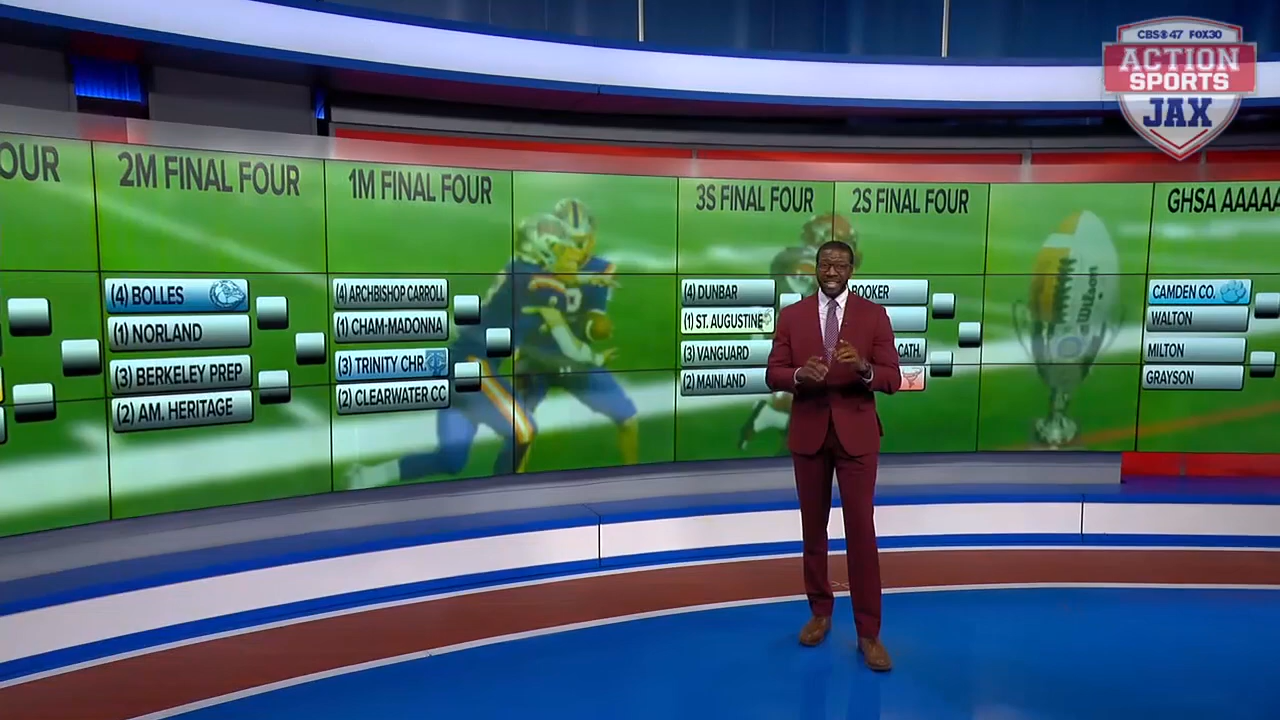 CBS 47 FOX30
ACTION
SPORTS
JAX
OUR
2M FINAL FOUR
(4) BOLLES
(1) NORLAND
(3) BERKELEY PREP
(2) AM. HERITAGE
1M FINAL FOUR
(4) ARCHBISHOP CARROLL
(1) CHAM-MADONNA
(3) TRINITY CHR.
(2) CLEARWATER CC
3S FINAL FOUR
(4) DUNBAR
(1) ST. AUGUSTINE
(3) VANGUARD
(2) MAINLAND
2S FINAL FOUR
BOOKER
CATH.
Wilson
GHSA AAAAA
CAMDEN CO.
WALTON
MILTON
GRAYSON